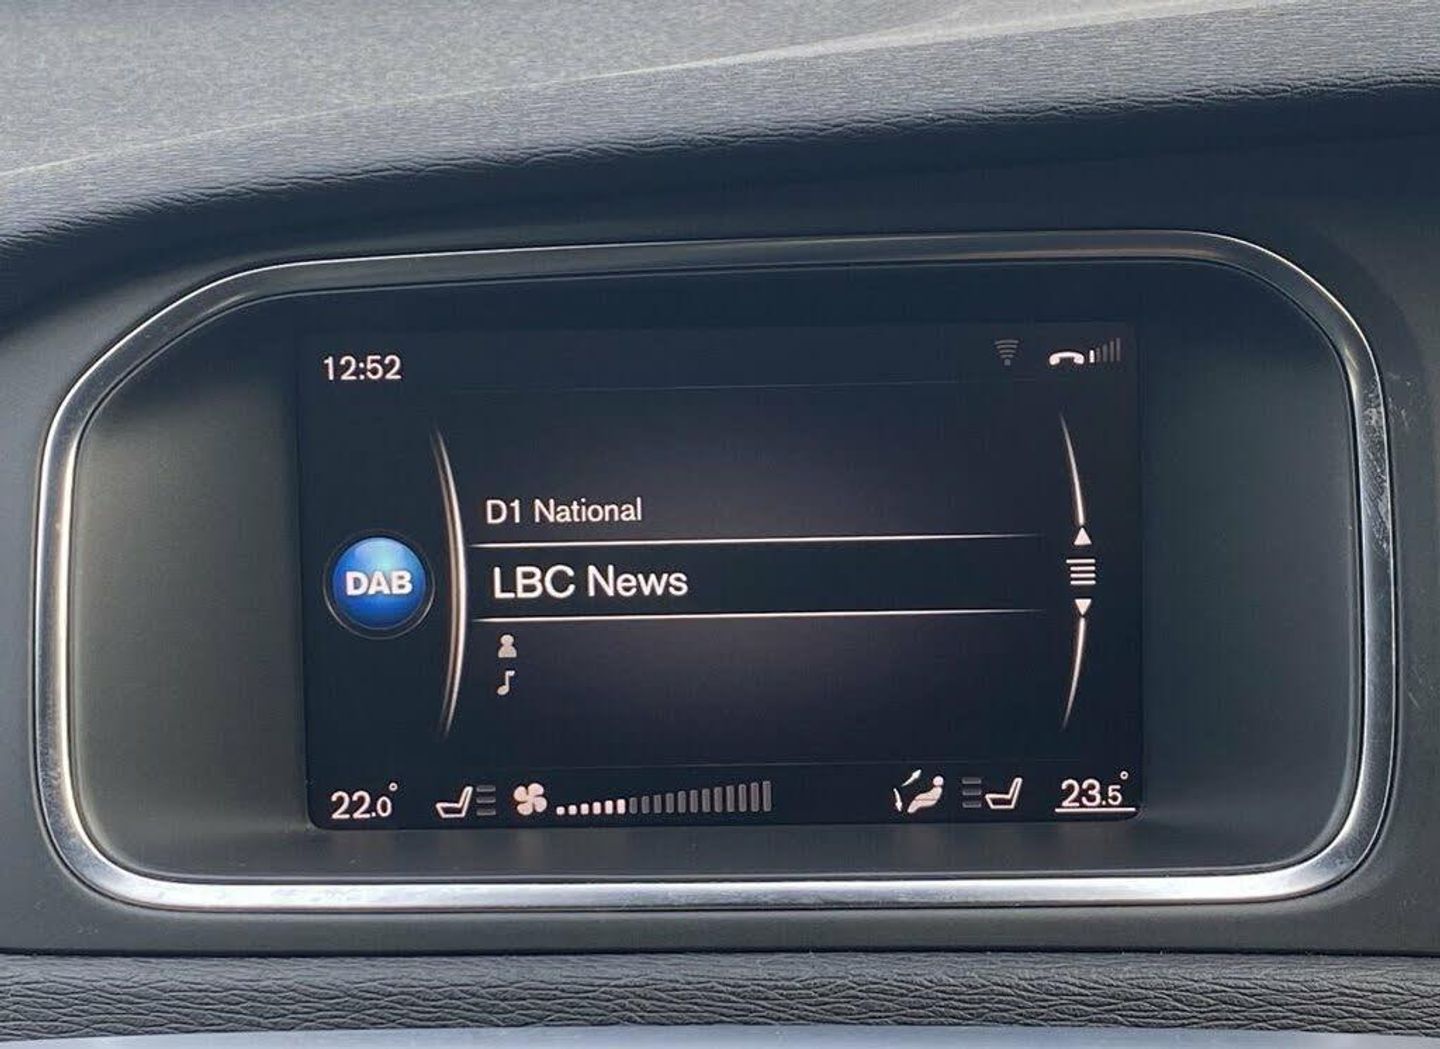 12:52
D1 National
DAB
LBC News
22.0°
23.5°